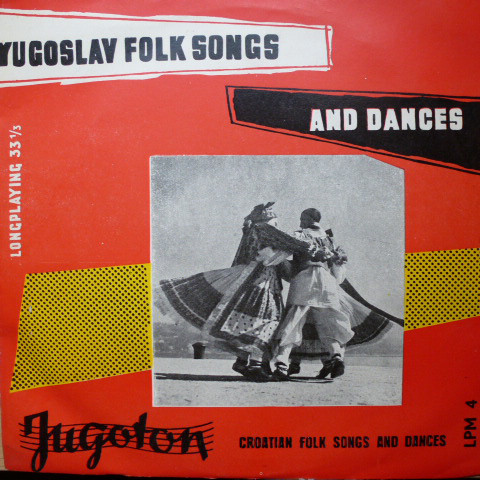 YUGOSLAV FOLK SONGS
AND DANCES
LONGPLAYING 33 1/3
Jugoton
CROATIAN FOLK SONGS AND DANCES
LPM 4